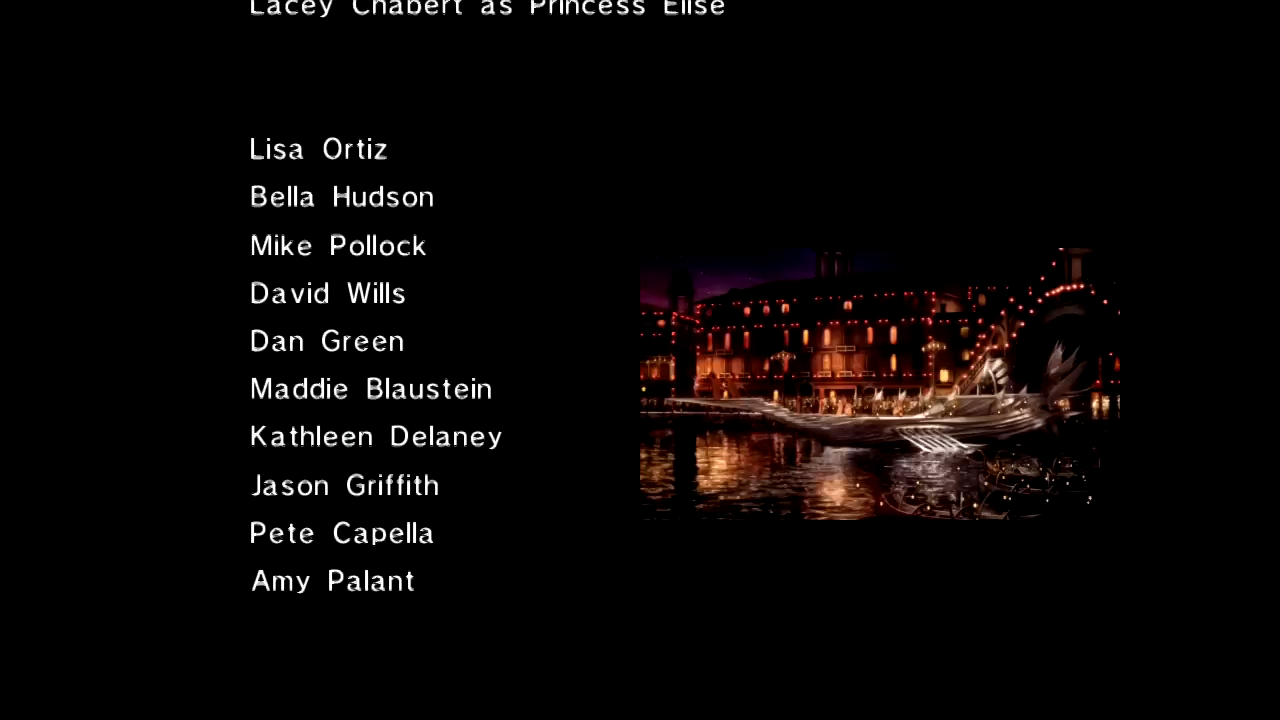 Lacey Chabert as Princess Elise
Lisa Ortiz
Bella Hudson
Mike Pollock
David Wills
Dan Green
Maddie Blaustein
Kathleen Delaney
Jason Griffith
Pete Capella
Amy Palant